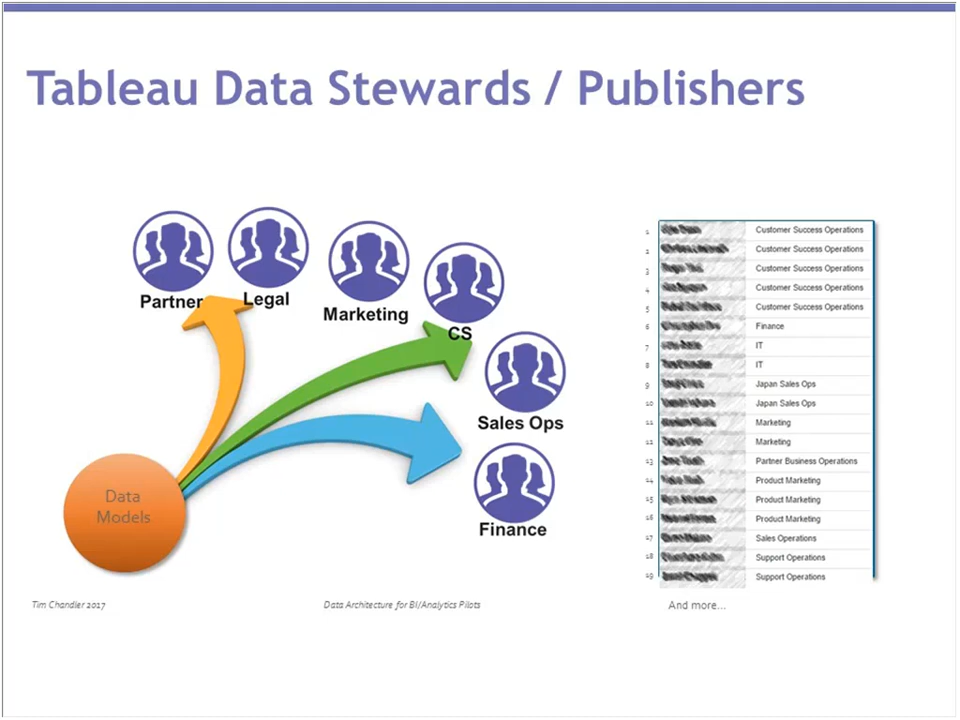 Tableau Data Stewards / Publishers
Partner
Legal
Marketing
CS
Sales Ops
Finance
Data
Models
1 Customer Success Operations
2 Customer Success Operations
3 Customer Success Operations
4 Customer Success Operations
5 Customer Success Operations
6 Finance
7 IT
8 IT
9 Japan Sales Ops
10 Japan Sales Ops
11 Marketing
12 Marketing
13 Partner Business Operations
14 Product Marketing
15 Product Marketing
16 Product Marketing
17 Sales Operations
18 Support Operations
19 Support Operations
Tim Chandler 2017
Data Architecture for BI/Analytics Pilots
And more...